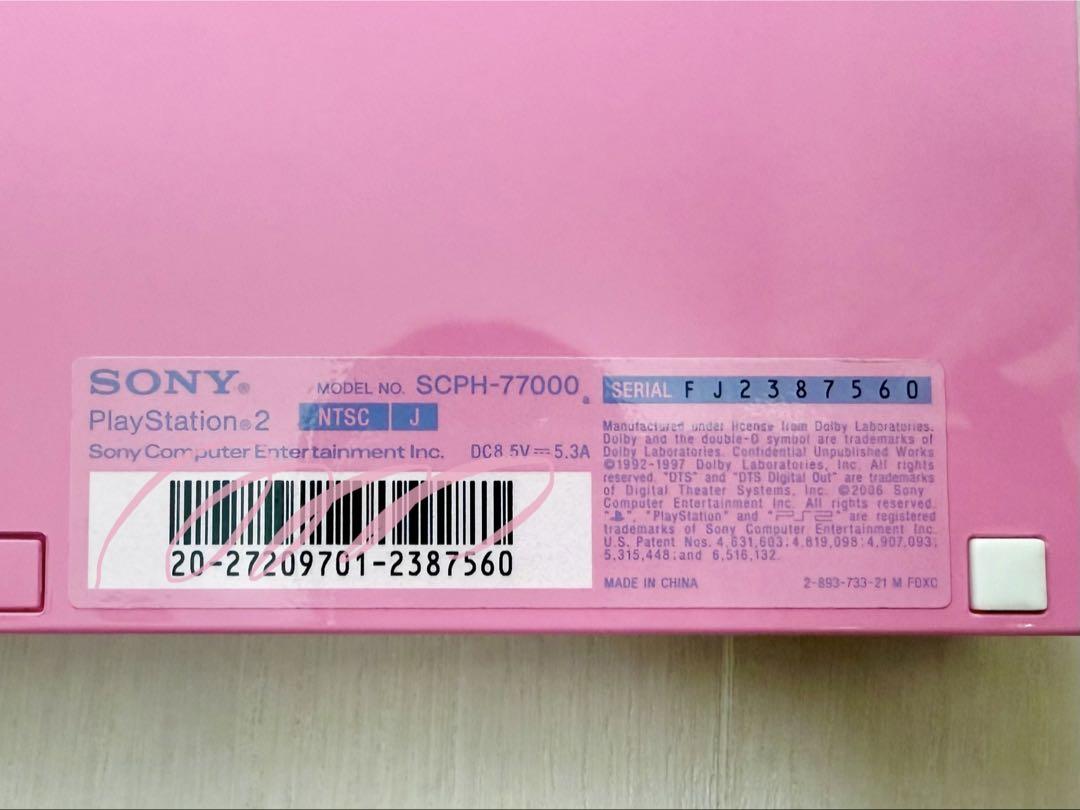 SONY®
MODEL NO. SCPH-77000 a
PlayStation®2
NTSC J
Sony Computer Entertainment Inc. DC8.5V⎓5.3A
20-27209701-2387560
SERIAL FJ2387560
Manufactured under license from Dolby Laboratories.
Dolby and the double-D symbol are trademarks of
Dolby Laboratories. Confidential Unpublished Works
©1992-1997 Dolby Laboratories, Inc. All rights
reserved. "DTS" and "DTS Digital Out" are trademarks
of Digital Theater Systems, Inc. ©2006 Sony
Computer Entertainment Inc. All rights reserved.
" ", "PlayStation" and "PS2" are registered
trademarks of Sony Computer Entertainment Inc.
U.S. Patent Nos. 4,631,603; 4,819,098; 4,907,093;
5,315,448; and 6,516,132.
MADE IN CHINA 2-893-733-21 M FOXC